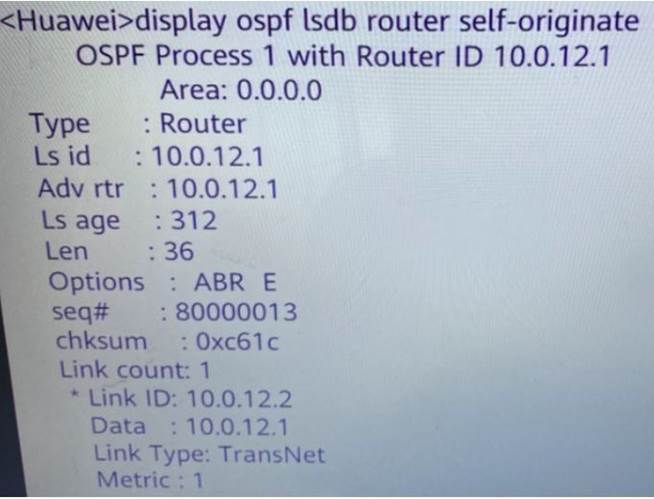 <Huawei>display ospf lsdb router self-originate
OSPF Process 1 with Router ID 10.0.12.1
Area: 0.0.0.0
Type : Router
Ls id : 10.0.12.1
Adv rtr : 10.0.12.1
Ls age : 312
Len : 36
Options : ABR E
seq# : 80000013
chksum : 0xc61c
Link count: 1
* Link ID: 10.0.12.2
Data : 10.0.12.1
Link Type: TransNet
Metric : 1